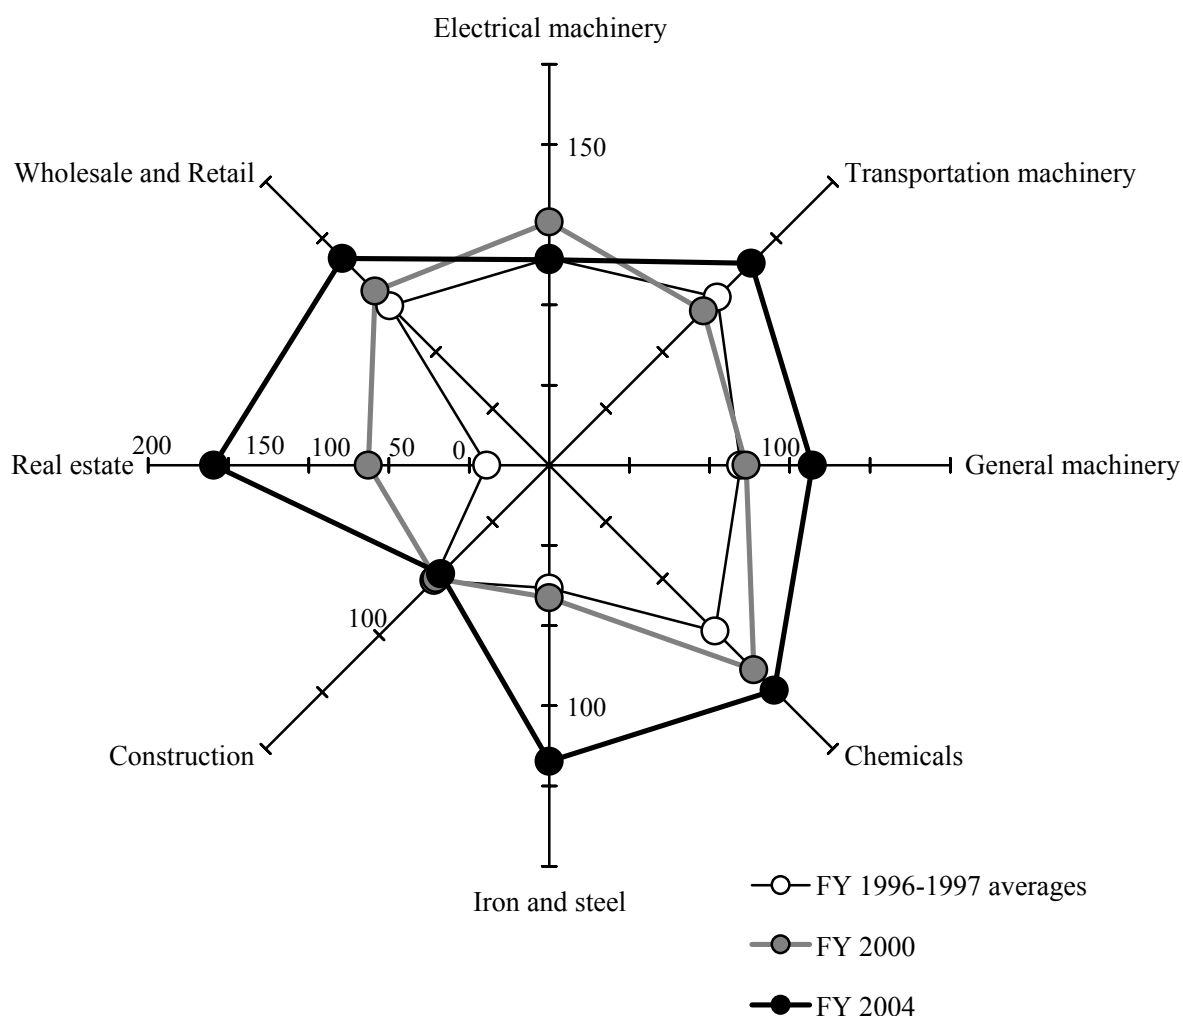 Electrical machinery
150
Wholesale and Retail
Transportation machinery
Real estate
200
150
100
50
0
100
General machinery
100
Construction
100
Chemicals
Iron and steel
FY 1996-1997 averages
FY 2000
FY 2004